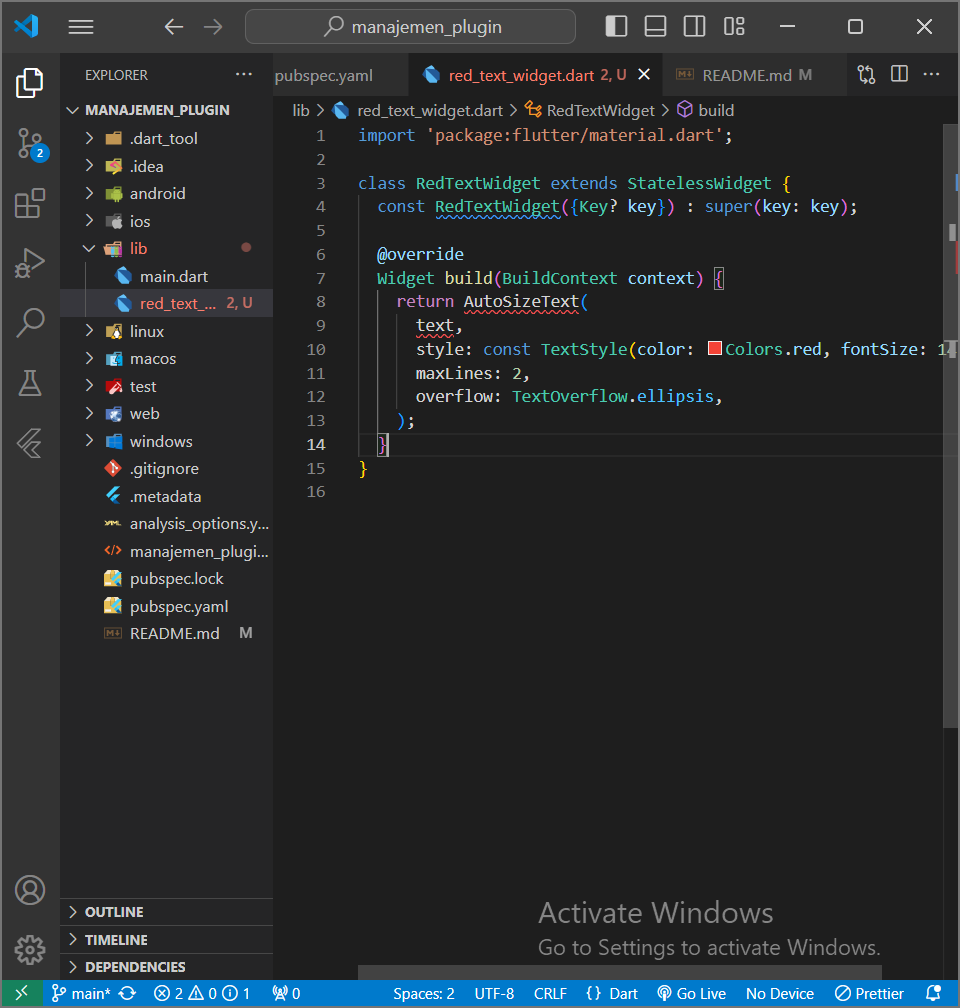 manajemen_plugin
EXPLORER
pubspec.yaml
red_text_widget.dart 2, U
README.md M
MANAJEMEN_PLUGIN
.dart_tool
.idea
android
ios
lib
main.dart
red_text_... 2, U
linux
macos
test
web
windows
.gitignore
.metadata
analysis_options.y...
manajemen_plugi...
pubspec.lock
pubspec.yaml
README.md M
OUTLINE
TIMELINE
DEPENDENCIES
2
lib > red_text_widget.dart > RedTextWidget > build
1 import 'package:flutter/material.dart';
2
3 class RedTextWidget extends StatelessWidget {
4 const RedTextWidget({Key? key}) : super(key: key);
5
6 @override
7 Widget build(BuildContext context) {
8 return AutoSizeText(
9 text,
10 style: const TextStyle(color: Colors.red, fontSize: 14
11 maxLines: 2,
12 overflow: TextOverflow.ellipsis,
13 );
14 }
15 }
16
Activate Windows
Go to Settings to activate Windows.
main* 2 0 1 0 Spaces: 2 UTF-8 CRLF {} Dart Go Live No Device Prettier